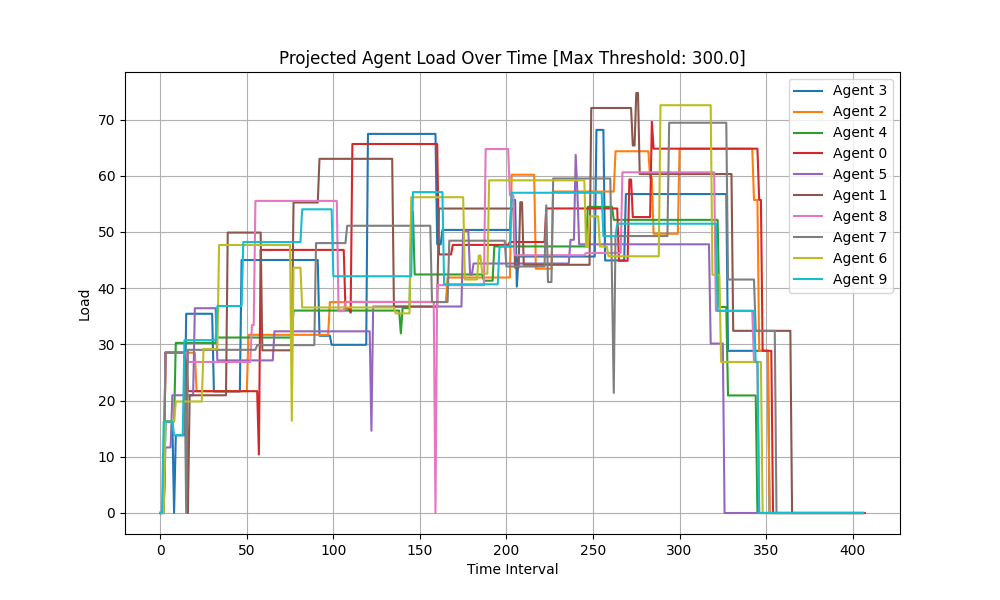 Projected Agent Load Over Time [Max Threshold: 300.0]
Load
70
60
50
40
30
20
10
0
0 50 100 150 200 250 300 350 400
Time Interval
Agent 3
Agent 2
Agent 4
Agent 0
Agent 5
Agent 1
Agent 8
Agent 7
Agent 6
Agent 9